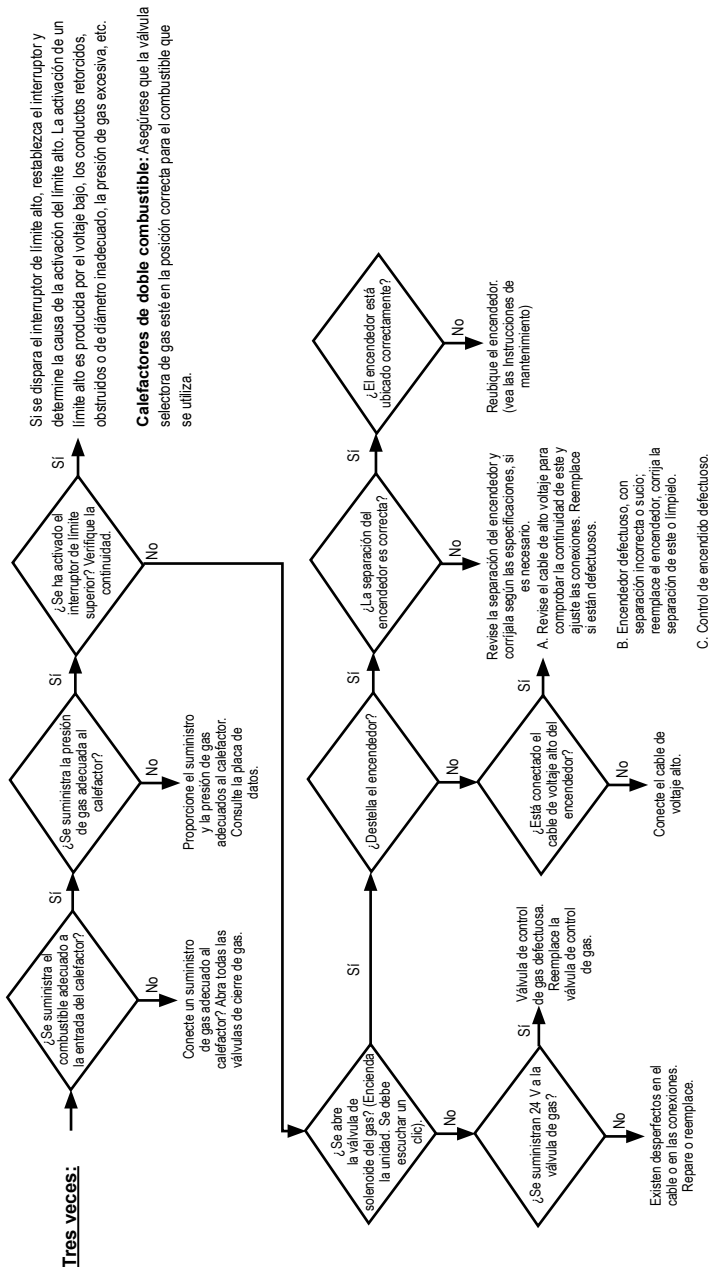 Tres veces:
¿Se suministra el
combustible adecuado a
la entrada del calefactor?
Sí
No
Conecte un suministro
de gas adecuado al
calefactor? Abra todas las
válvulas de cierre de gas.
¿Se suministra la presión
de gas adecuada al
calefactor?
Sí
No
Proporcione el suministro
y la presión de gas
adecuados al calefactor.
Consulte la placa de
datos.
¿Se ha activado el
interruptor de límite
superior? Verifique la
continuidad.
Sí
No
Si se dispara el interruptor de límite alto, restablezca el interruptor y
determine la causa de la activación del límite alto. La activación de un
límite alto es producida por el voltaje bajo, los conductos retorcidos,
obstruidos o de diámetro inadecuado, la presión de gas excesiva, etc.
Calefactores de doble combustible: Asegúrese que la válvula
selectora de gas esté en la posición correcta para el combustible que
se utiliza.
¿Se abre
la válvula de
solenoide del gas? (Encienda
la unidad. Se debe
escuchar un
clic).
Sí
No
¿Se suministran 24 V a la
válvula de gas?
Sí
Válvula de control
de gas defectuosa.
Reemplace la
válvula de control
de gas.
No
Existen desperfectos en el
cable o en las conexiones.
Repare o reemplace.
¿Destella el encendedor?
Sí
No
¿Está conectado el
cable de voltaje alto del
encendedor?
Sí
No
Conecte el cable de
voltaje alto.
A. Revise el cable de alto voltaje para
comprobar la continuidad de este y
ajuste las conexiones. Reemplace
si están defectuosos.
B. Encendedor defectuoso, con
separación incorrecta o sucio;
reemplace el encendedor, corrija la
separación de este o límpielo.
C. Control de encendido defectuoso.
¿La separación del
encendedor es correcta?
Sí
No
Revise la separación del encendedor y
corríjala según las especificaciones, si
es necesario.
¿El encendedor está
ubicado correctamente?
No
Reubique el encendedor.
(vea las Instrucciones de
mantenimiento)